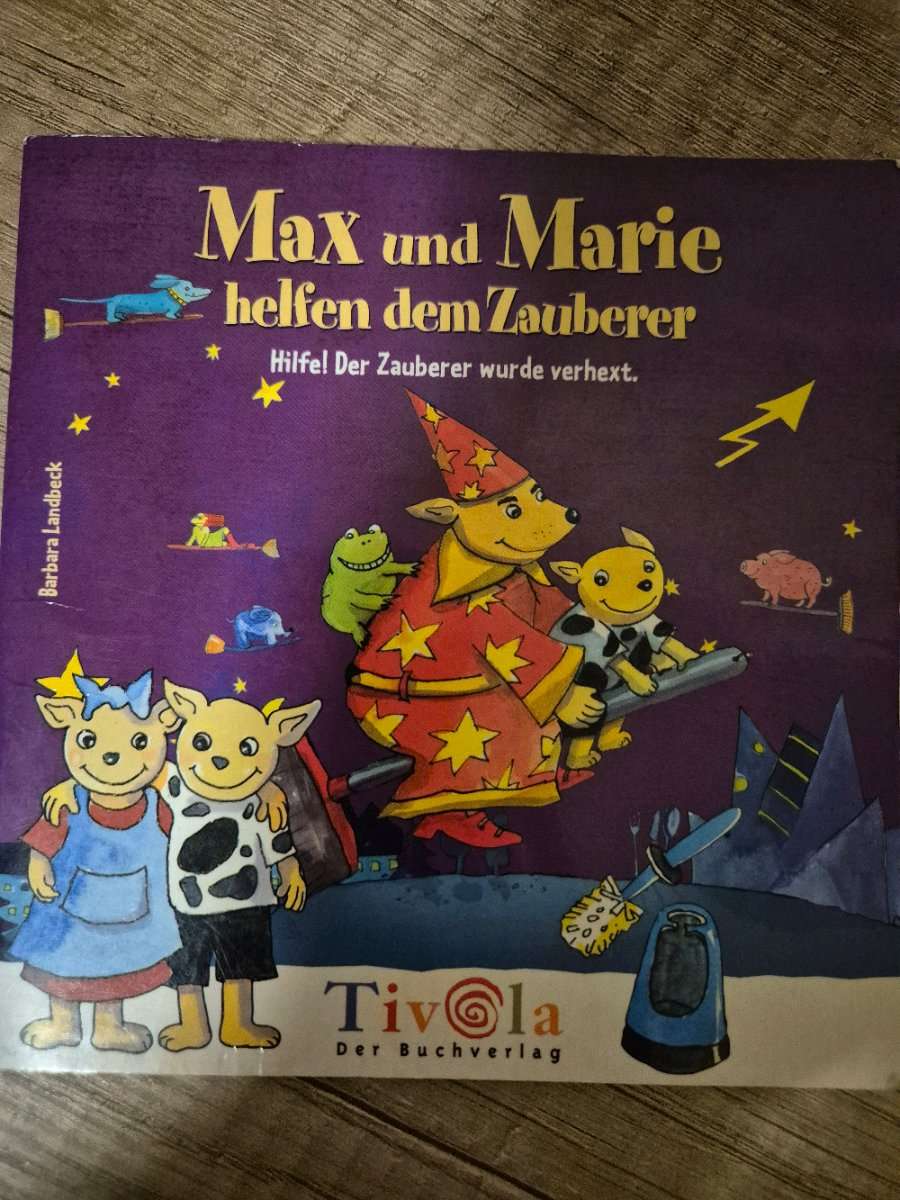 Max und Marie
helfen dem Zauberer
Hilfe! Der Zauberer wurde verhext.
Barbara Landbeck
Tivola
Der Buchverlag